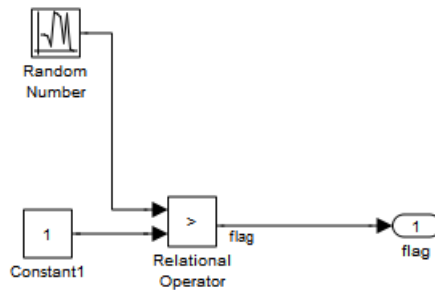 Random
Number
1
Constant1
>
Relational
Operator
flag
1
flag